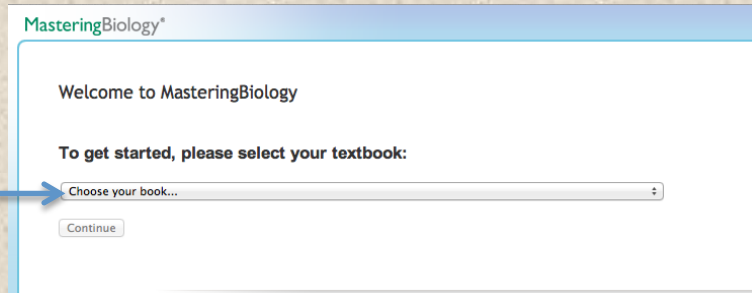 MasteringBiology®
Welcome to MasteringBiology
To get started, please select your textbook:
Choose your book...
Continue